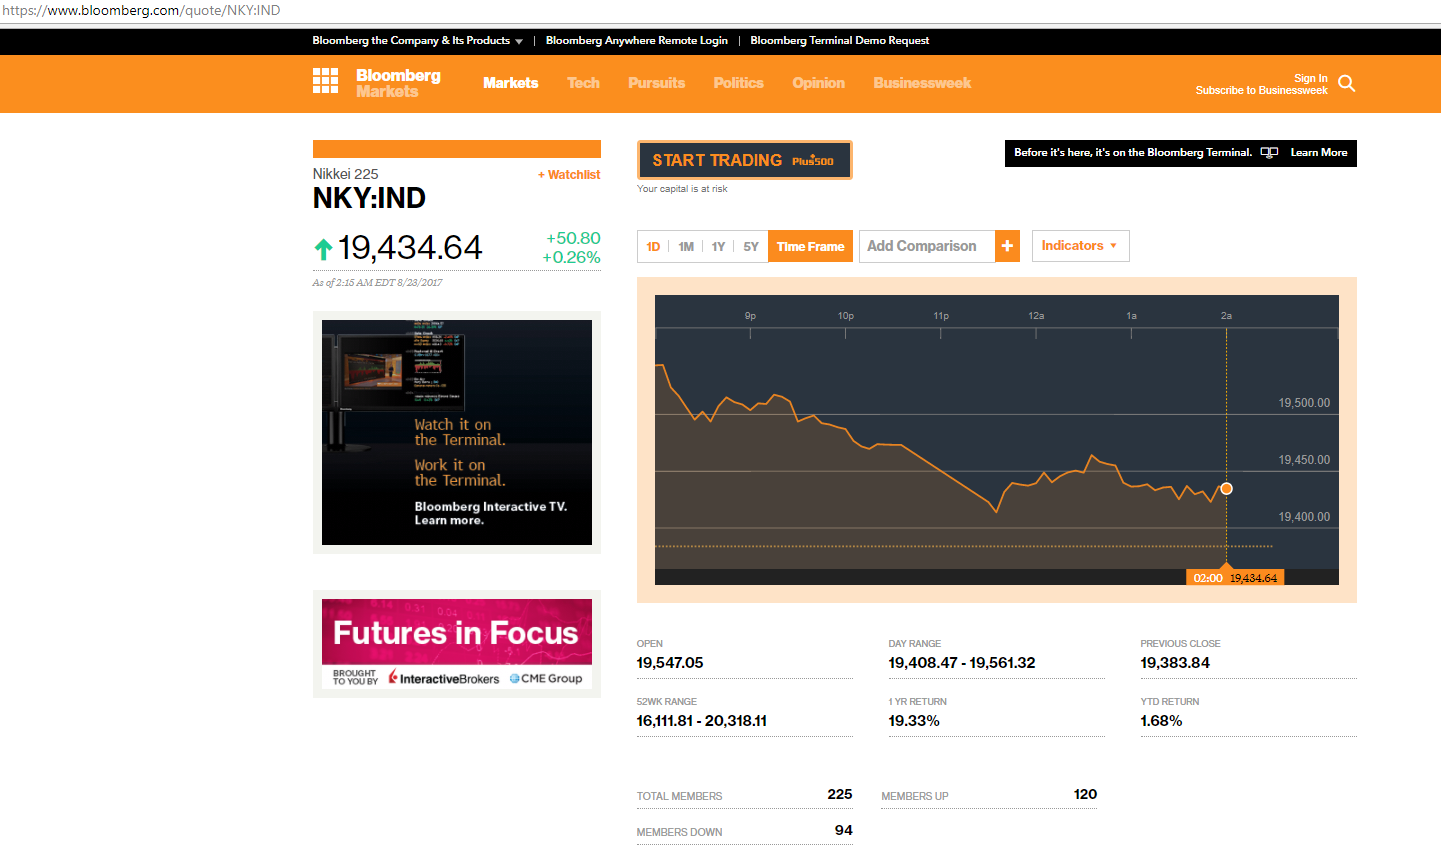 https://www.bloomberg.com/quote/NKY:IND
Bloomberg the Company & Its Products | Bloomberg Anywhere Remote Login | Bloomberg Terminal Demo Request
Bloomberg
Markets
Markets Tech Pursuits Politics Opinion Businessweek
Sign In
Subscribe to Businessweek
Nikkei 225
+ Watchlist
NKY:IND
19,434.64
+50.80
+0.26%
As of 2:15 AM EDT 8/23/2017
START TRADING Plus500
Your capital is at risk
Before it's here, it's on the Bloomberg Terminal. Learn More
1D 1M 1Y 5Y Time Frame Add Comparison + Indicators
9p 10p 11p 12a 1a 2a
19,500.00
19,450.00
19,400.00
02:00 19,434.64
Watch it on
the Terminal.
Work it on
the Terminal.
Bloomberg Interactive TV.
Learn more.
Futures in Focus
BROUGHT
TO YOU BY
InteractiveBrokers
CME Group
OPEN
19,547.05
DAY RANGE
19,408.47 - 19,561.32
PREVIOUS CLOSE
19,383.84
52WK RANGE
16,111.81 - 20,318.11
1 YR RETURN
19.33%
YTD RETURN
1.68%
TOTAL MEMBERS 225
MEMBERS UP 120
MEMBERS DOWN 94